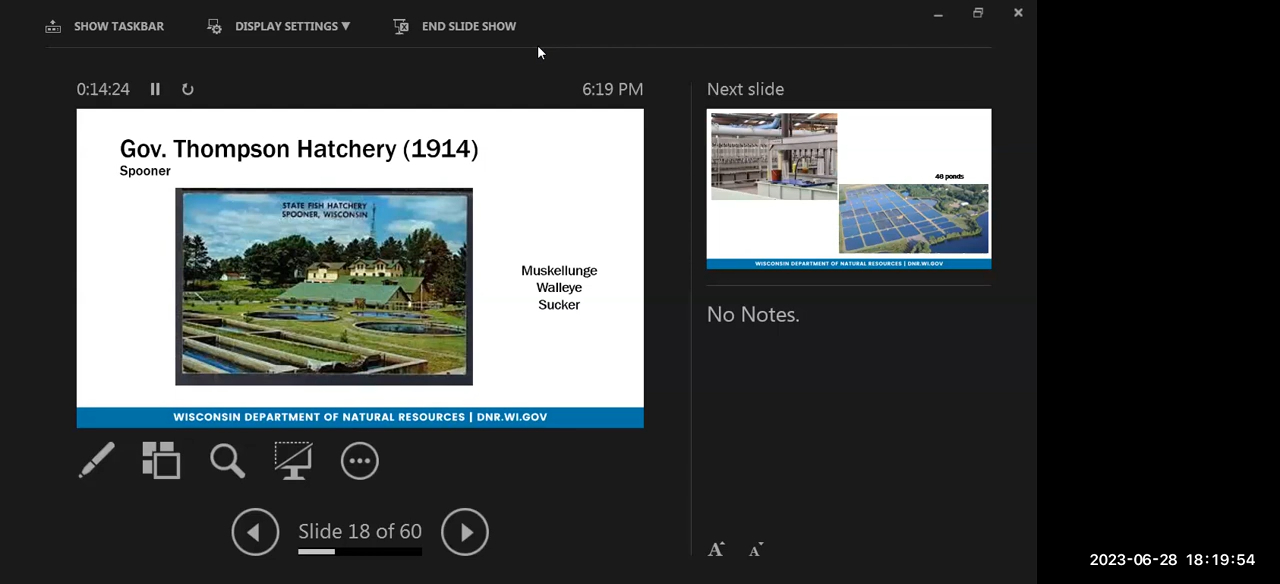 SHOW TASKBAR
DISPLAY SETTINGS ▼
END SLIDE SHOW
0:14:24
6:19 PM
Next slide
Gov. Thompson Hatchery (1914)
Spooner
STATE FISH HATCHERY
SPOONER, WISCONSIN
Muskellunge
Walleye
Sucker
WISCONSIN DEPARTMENT OF NATURAL RESOURCES | DNR.WI.GOV
48 ponds
WISCONSIN DEPARTMENT OF NATURAL RESOURCES | DNR.WI.GOV
No Notes.
Slide 18 of 60
A A
2023-06-28 18:19:54